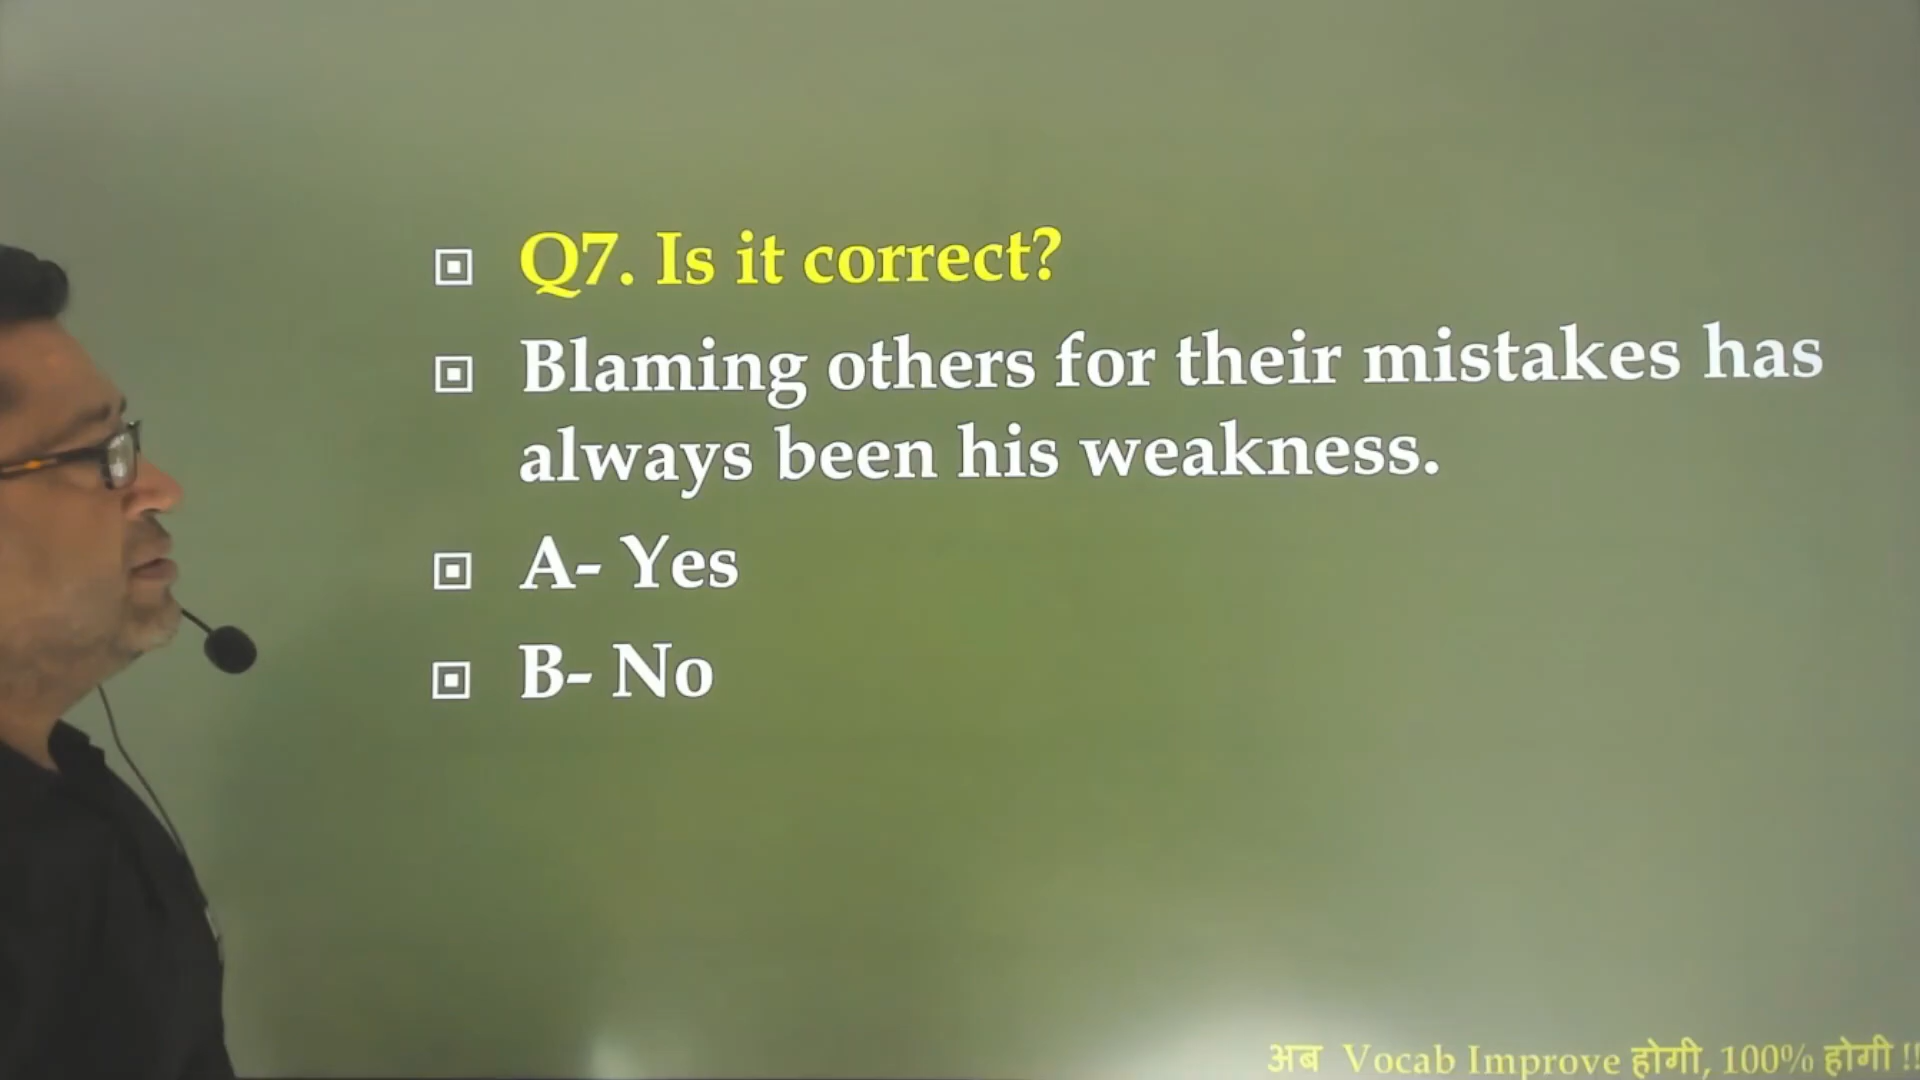 Q7. Is it correct?
Blaming others for their mistakes has
always been his weakness.
A- Yes
B- No
अब Vocab Improve होगी, 100% होगी !!